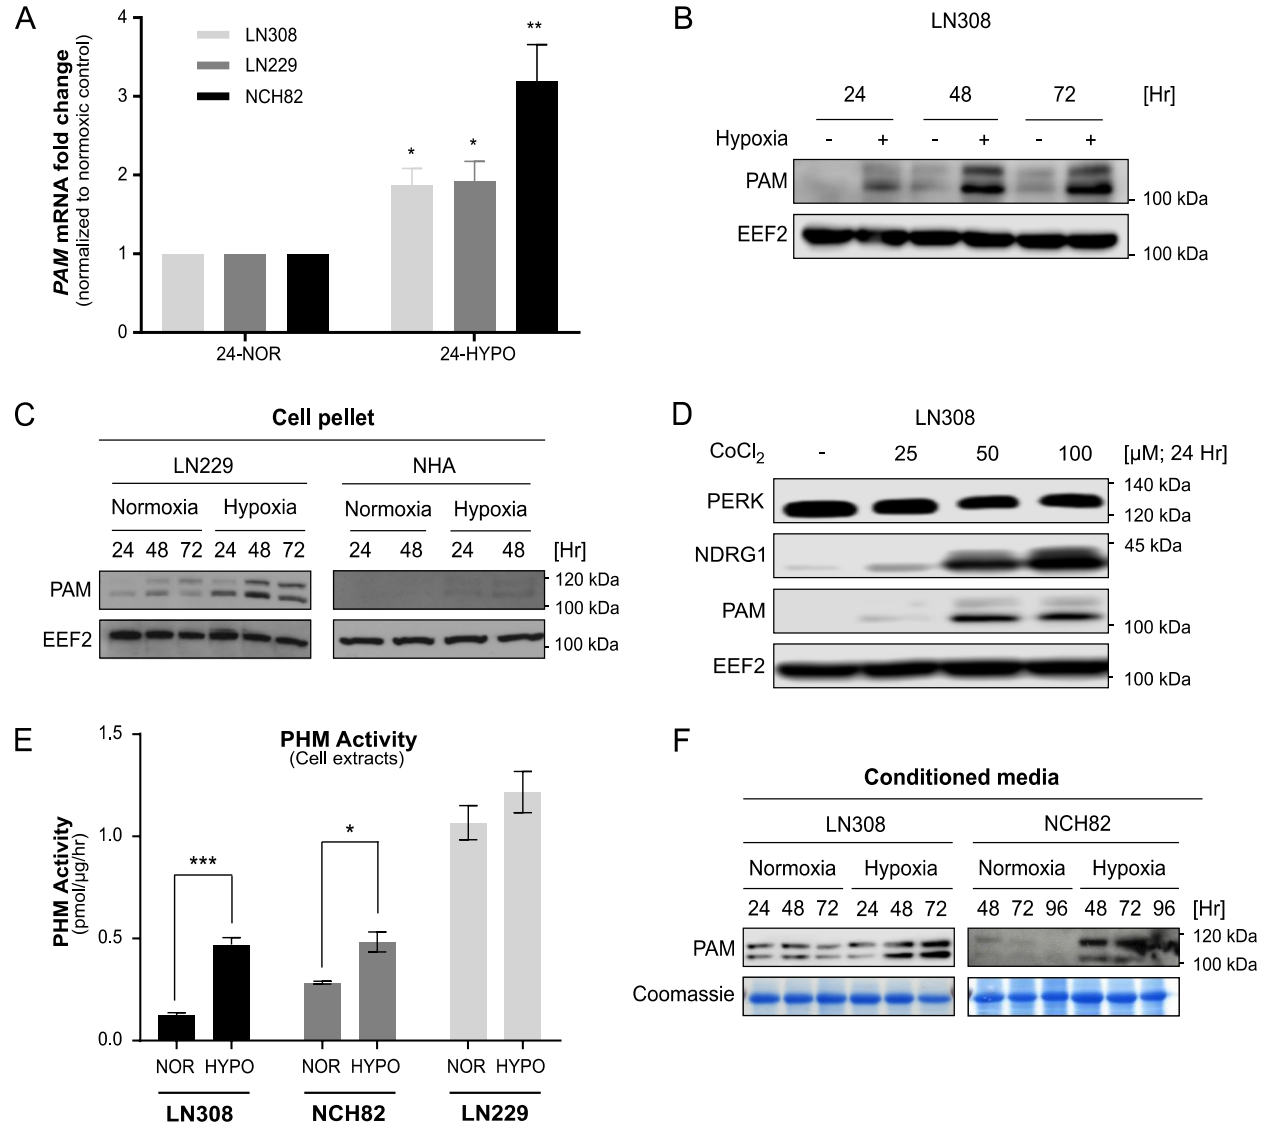 A
4
3
2
1
0
PAM mRNA fold change
(normalized to normoxic control)
LN308
LN229
NCH82
* * **
24-NOR 24-HYPO
B
LN308
24 48 72 [Hr]
Hypoxia - + - + - +
PAM
100 kDa
EEF2
100 kDa
C
Cell pellet
LN229 NHA
Normoxia Hypoxia Normoxia Hypoxia
24 48 72 24 48 72 24 48 24 48 [Hr]
PAM
120 kDa
100 kDa
EEF2
100 kDa
D
LN308
CoCl2 - 25 50 100 [µM; 24 Hr]
PERK
140 kDa
120 kDa
NDRG1
45 kDa
PAM
100 kDa
EEF2
100 kDa
E
PHM Activity
(Cell extracts)
1.5
1.0
0.5
0.0
PHM Activity
(pmol/µg/hr)
*** *
NOR HYPO NOR HYPO NOR HYPO
LN308 NCH82 LN229
F
Conditioned media
LN308 NCH82
Normoxia Hypoxia Normoxia Hypoxia
24 48 72 24 48 72 48 72 96 48 72 96 [Hr]
PAM
120 kDa
100 kDa
Coomassie